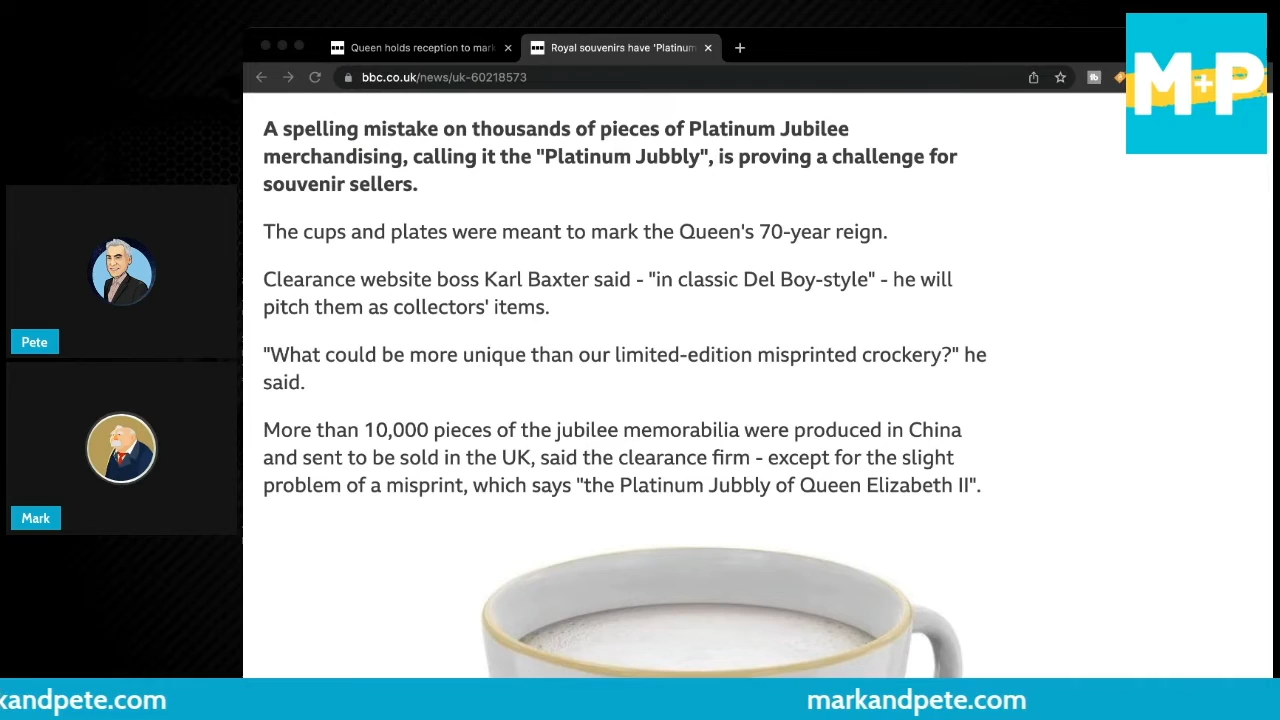 Queen holds reception to mark
Royal souvenirs have 'Platinum
bbc.co.uk/news/uk-60218573
M+P
A spelling mistake on thousands of pieces of Platinum Jubilee
merchandising, calling it the "Platinum Jubbly", is proving a challenge for
souvenir sellers.
The cups and plates were meant to mark the Queen's 70-year reign.
Clearance website boss Karl Baxter said - "in classic Del Boy-style" - he will
pitch them as collectors' items.
"What could be more unique than our limited-edition misprinted crockery?" he
said.
More than 10,000 pieces of the jubilee memorabilia were produced in China
and sent to be sold in the UK, said the clearance firm - except for the slight
problem of a misprint, which says "the Platinum Jubbly of Queen Elizabeth II".
Pete
Mark
kandpete.com
markandpete.com